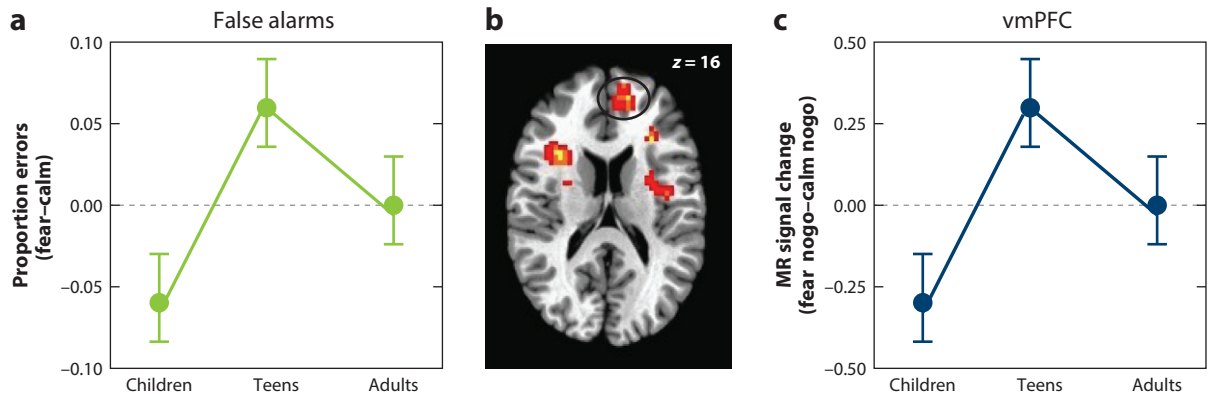 a
False alarms
Proportion errors
(fear–calm)
0.10
0.05
0.00
–0.05
–0.10
Children
Teens
Adults
b
z = 16
c
vmPFC
MR signal change
(fear nogo–calm nogo)
0.50
0.25
0.00
–0.25
–0.50
Children
Teens
Adults